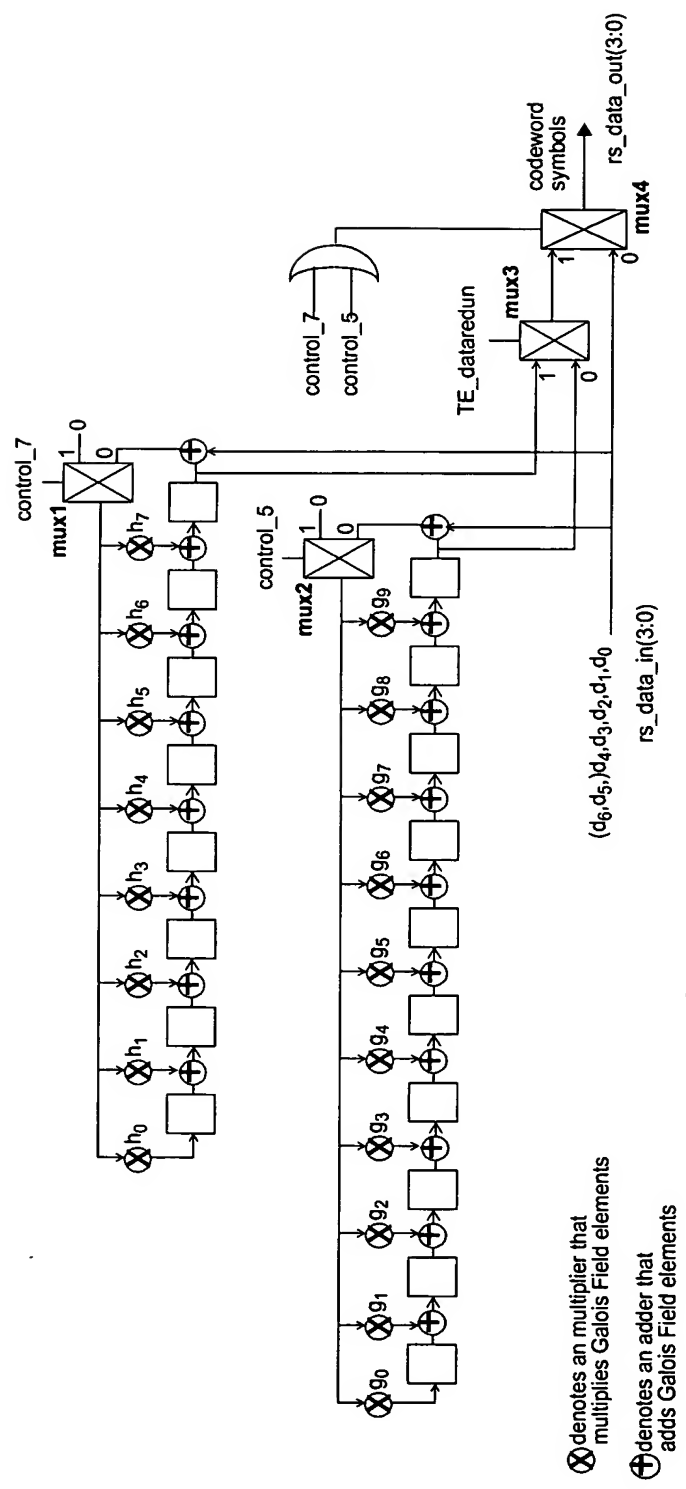 control_7
mux1
1
0
0
h0
h1
h2
h3
h4
h5
h6
h7
control_5
mux2
1
0
0
g0
g1
g2
g3
g4
g5
g6
g7
g8
g9
control_7
control_5
TE_dataredun
mux3
1
0
codeword
symbols
1
0
mux4
rs_data_out(3:0)
(d6,d5,)d4,d3,d2,d1,d0
rs_data_in(3:0)
denotes an multiplier that
multiplies Galois Field elements
denotes an adder that
adds Galois Field elements